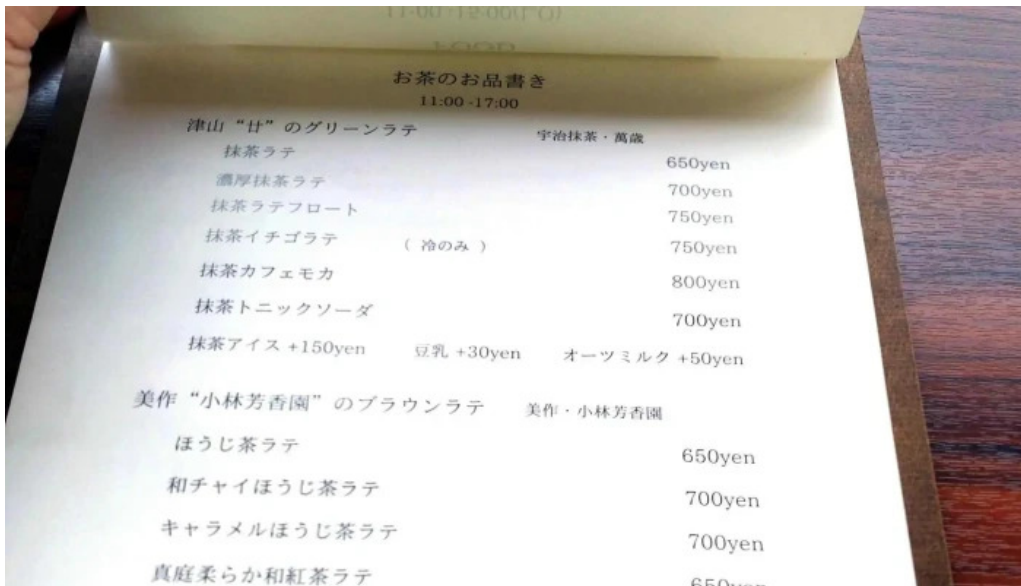 11:00-15:00(LO)
FOOD
お茶のお品書き
11:00-17:00
津山“廿”のグリーンラテ 宇治抹茶・萬歳
抹茶ラテ 650yen
濃厚抹茶ラテ 700yen
抹茶ラテフロート 750yen
抹茶イチゴラテ （冷のみ） 750yen
抹茶カフェモカ 800yen
抹茶トニックソーダ 700yen
抹茶アイス +150yen 豆乳 +30yen オーツミルク +50yen
美作“小林芳香園”のブラウンラテ 美作・小林芳香園
ほうじ茶ラテ 650yen
和チャイほうじ茶ラテ 700yen
キャラメルほうじ茶ラテ 700yen
真庭柔らか和紅茶ラテ 650yen